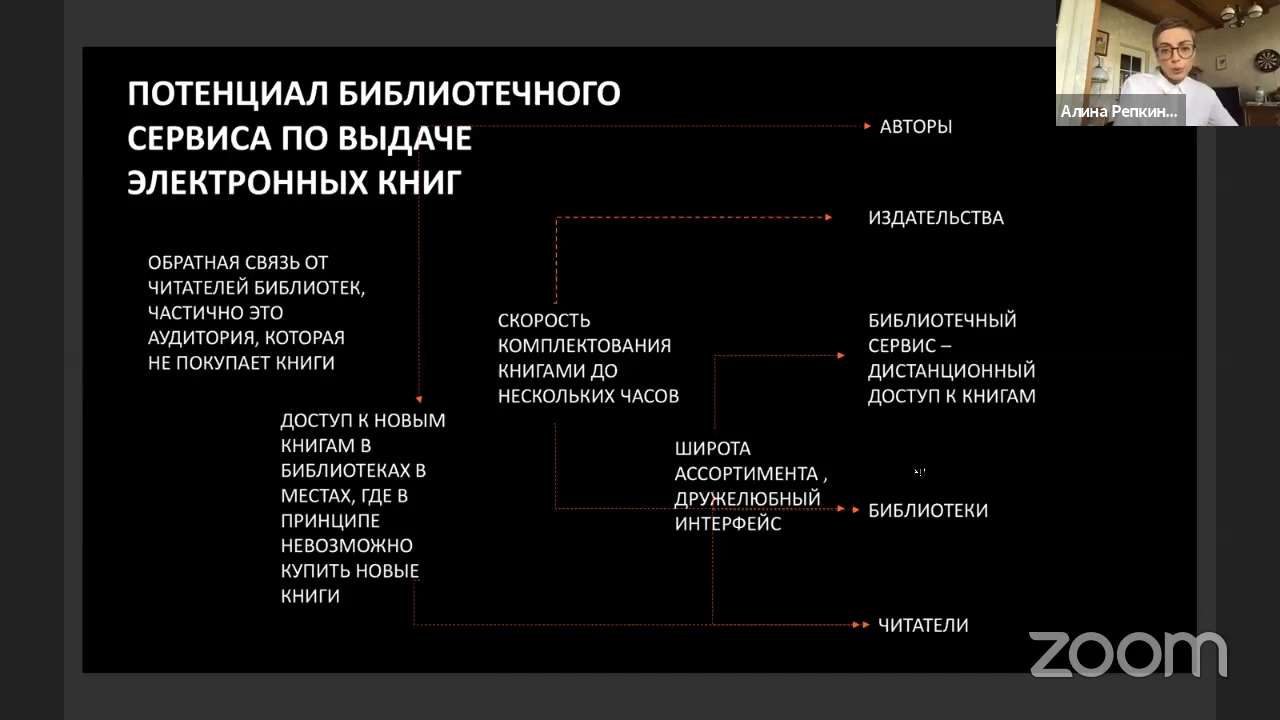 ПОТЕНЦИАЛ БИБЛИОТЕЧНОГО
СЕРВИСА ПО ВЫДАЧЕ
ЭЛЕКТРОННЫХ КНИГ
ОБРАТНАЯ СВЯЗЬ ОТ
ЧИТАТЕЛЕЙ БИБЛИОТЕК,
ЧАСТИЧНО ЭТО
АУДИТОРИЯ, КОТОРАЯ
НЕ ПОКУПАЕТ КНИГИ
ДОСТУП К НОВЫМ
КНИГАМ В
БИБЛИОТЕКАХ В
МЕСТАХ, ГДЕ В
ПРИНЦИПЕ
НЕВОЗМОЖНО
КУПИТЬ НОВЫЕ
КНИГИ
СКОРОСТЬ
КОМПЛЕКТОВАНИЯ
КНИГАМИ ДО
НЕСКОЛЬКИХ ЧАСОВ
ШИРОТА
АССОРТИМЕНТА ,
ДРУЖЕЛЮБНЫЙ
ИНТЕРФЕЙС
АВТОРЫ
ИЗДАТЕЛЬСТВА
БИБЛИОТЕЧНЫЙ
СЕРВИС –
ДИСТАНЦИОННЫЙ
ДОСТУП К КНИГАМ
БИБЛИОТЕКИ
ЧИТАТЕЛИ
Алина Репкин...
zoom